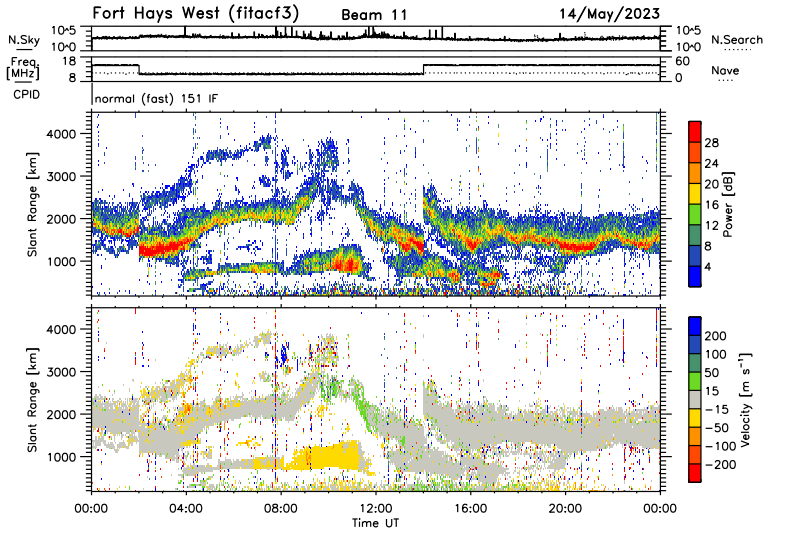 Fort Hays West (fitacf3) Beam 11 14/May/2023
N.Sky 10^5 10^0 10^5 10^0 N.Search
Freq. [MHz] 18 10 60 0 Nave
CPID normal (fast) 151 IF
Slant Range [km]
4000
3000
2000
1000
Power [dB]
28
24
20
16
12
8
4
Slant Range [km]
4000
3000
2000
1000
Velocity [m s⁻¹]
200
100
50
15
−15
−50
−100
−200
00:00 04:00 08:00 12:00 16:00 20:00 00:00
Time UT